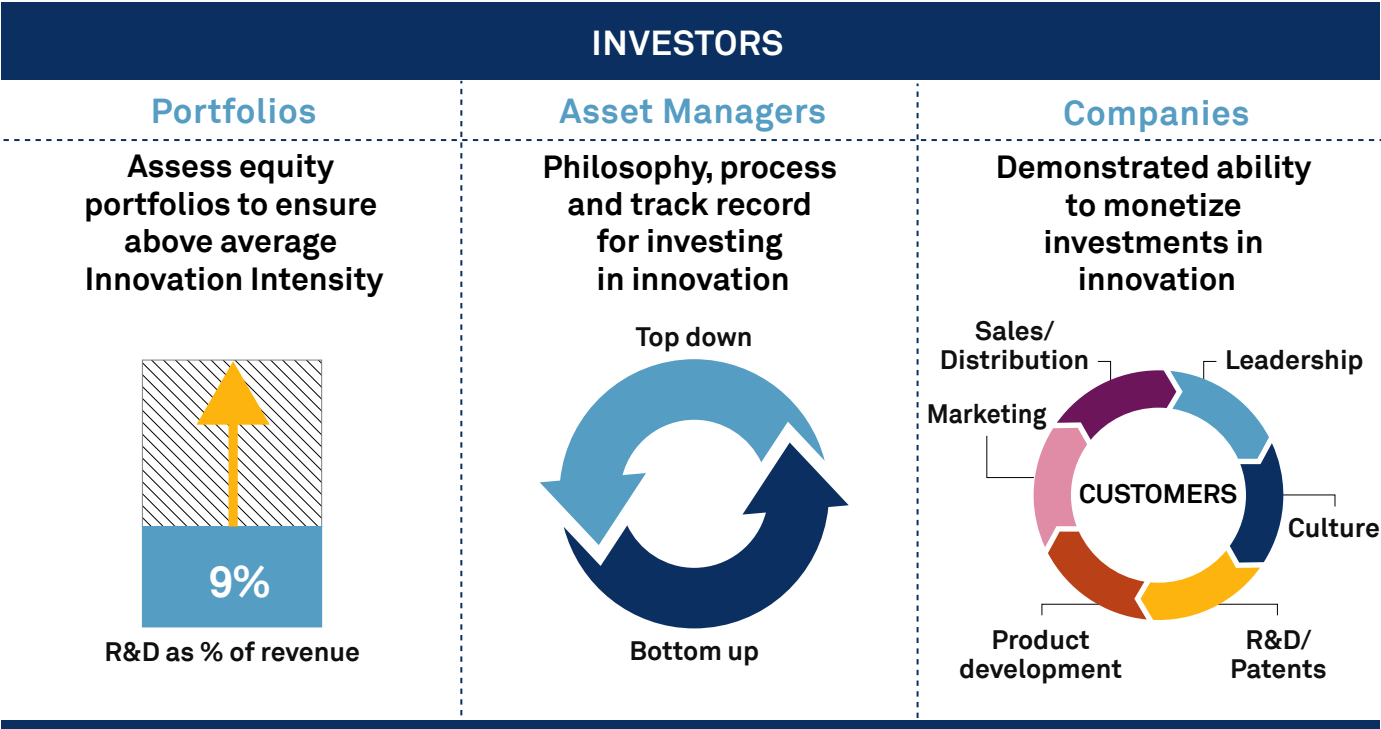 INVESTORS
Portfolios
Assess equity
portfolios to ensure
above average
Innovation Intensity
9%
R&D as % of revenue
Asset Managers
Philosophy, process
and track record
for investing
in innovation
Top down
Bottom up
Companies
Demonstrated ability
to monetize
investments in
innovation
Sales/
Distribution
Leadership
Marketing
CUSTOMERS
Culture
Product
development
R&D/
Patents